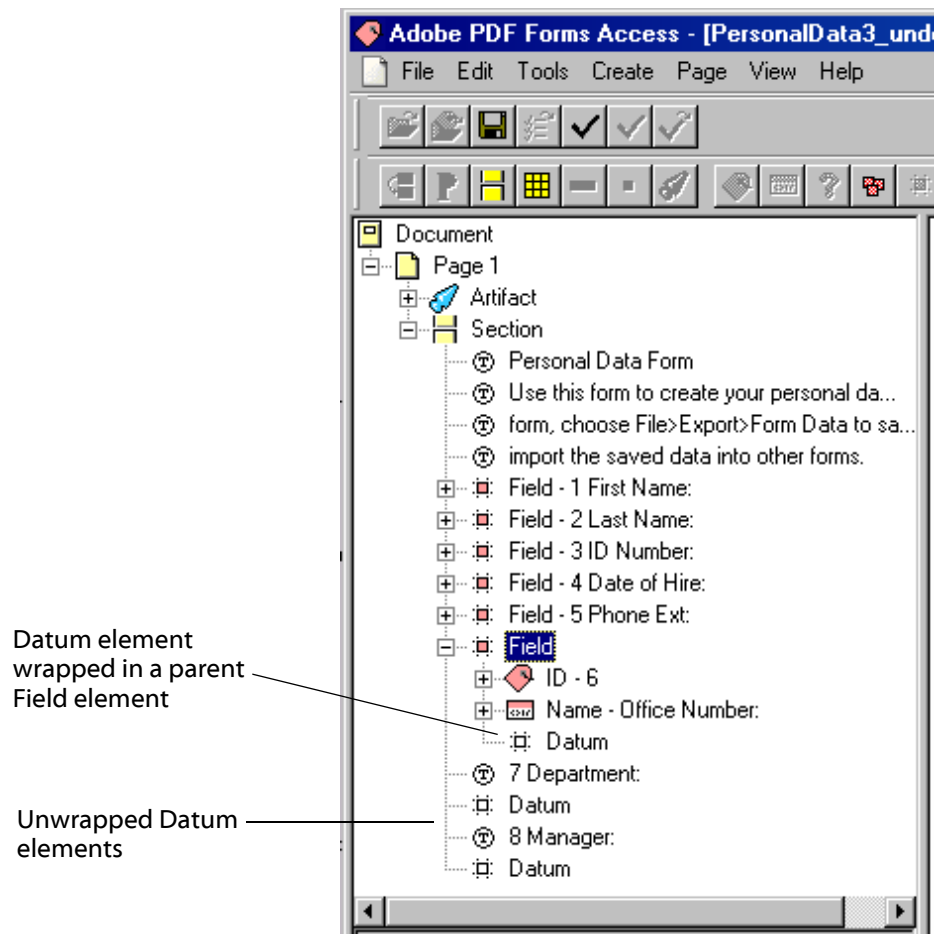 Adobe PDF Forms Access - [PersonalData3_und
File Edit Tools Create Page View Help
Document
Page 1
Artifact
Section
Personal Data Form
Use this form to create your personal da...
form, choose File>Export>Form Data to sa...
import the saved data into other forms.
Field - 1 First Name:
Field - 2 Last Name:
Field - 3 ID Number:
Field - 4 Date of Hire:
Field - 5 Phone Ext:
Field
ID - 6
Name - Office Number:
Datum
7 Department:
Datum
8 Manager:
Datum
Datum element
wrapped in a parent
Field element
Unwrapped Datum
elements